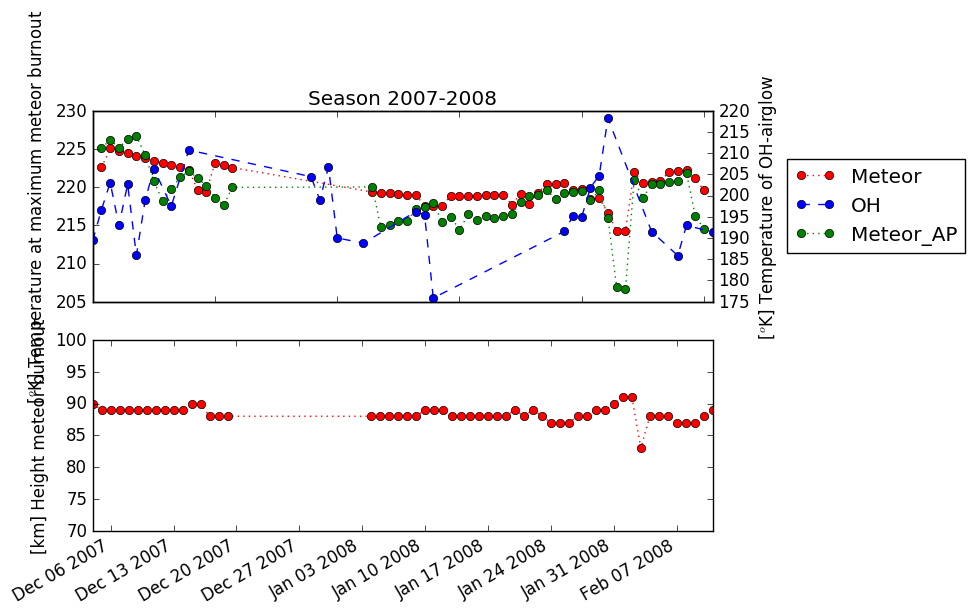 Season 2007-2008
[°K] Temperature at maximum meteor burnout
230
225
220
215
210
205
220
215
210
205
200
195
190
185
180
175
[°K] Temperature of OH-airglow
Meteor
OH
Meteor_AP
[km] Height meteor burnout
100
95
90
85
80
75
70
Dec 06 2007
Dec 13 2007
Dec 20 2007
Dec 27 2007
Jan 03 2008
Jan 10 2008
Jan 17 2008
Jan 24 2008
Jan 31 2008
Feb 07 2008